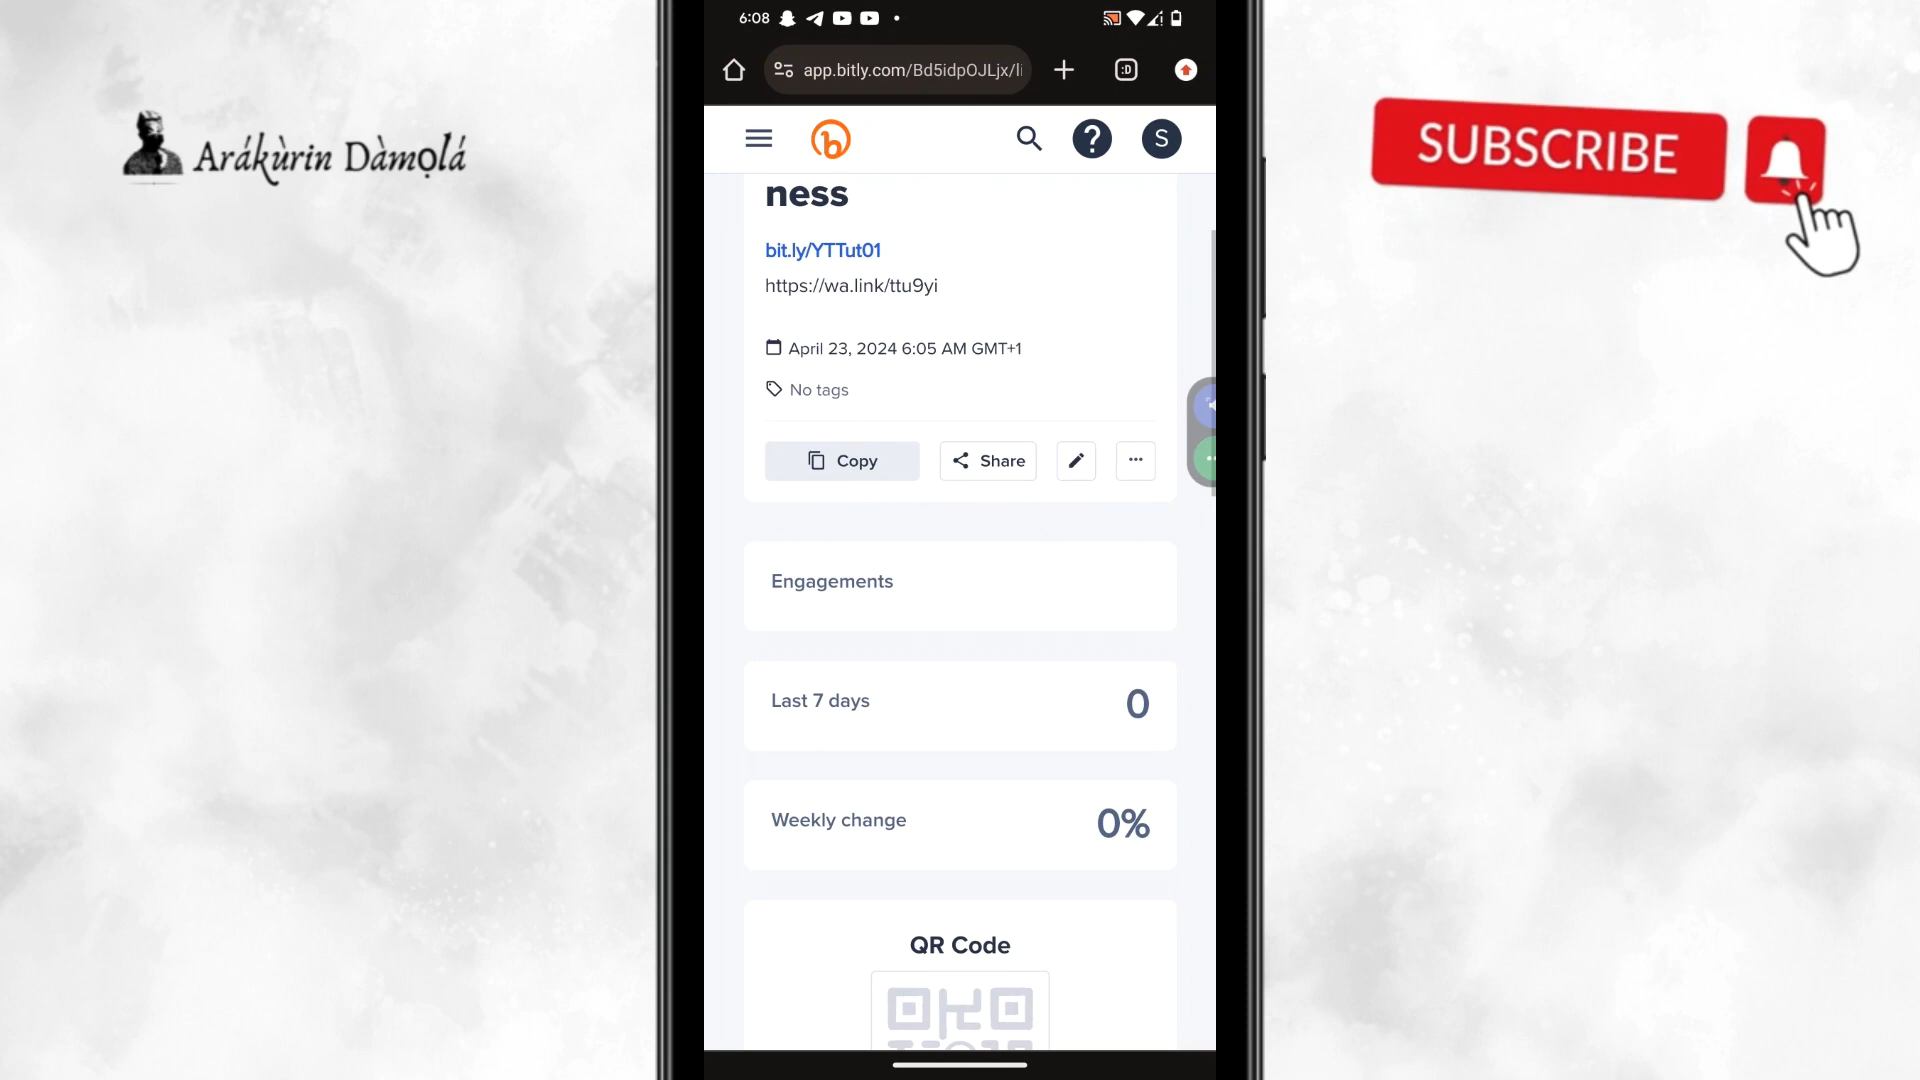 Arákùrin Dàmọlá
SUBSCRIBE
6:08
app.bitly.com/Bd5idpOJLjx/li
:D
b
?
S
ness
bit.ly/YTTut01
https://wa.link/ttu9yi
April 23, 2024 6:05 AM GMT+1
No tags
Copy
Share
Engagements
Last 7 days
0
Weekly change
0%
QR Code